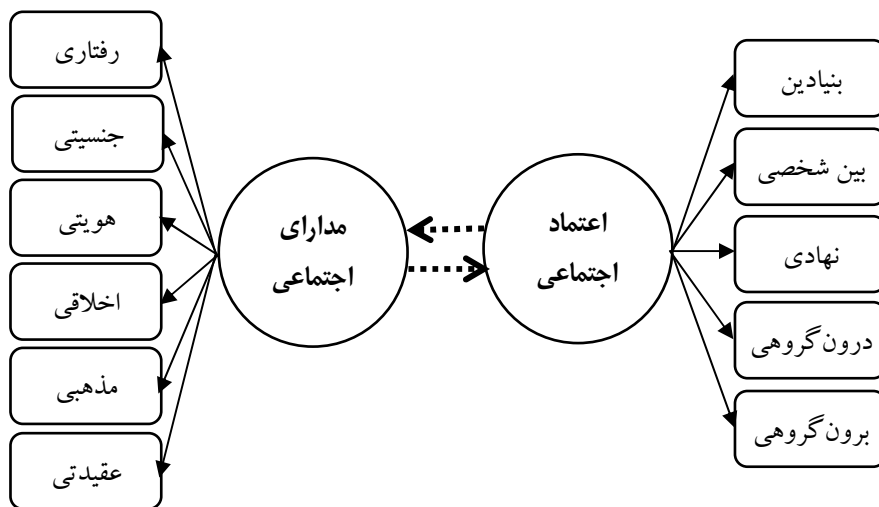 بنیادین
بین شخصی
نهادی
درون‌گروهی
برون‌گروهی
اعتماد
اجتماعی
مدارای
اجتماعی
رفتاری
جنسیتی
هویتی
اخلاقی
مذهبی
عقیدتی